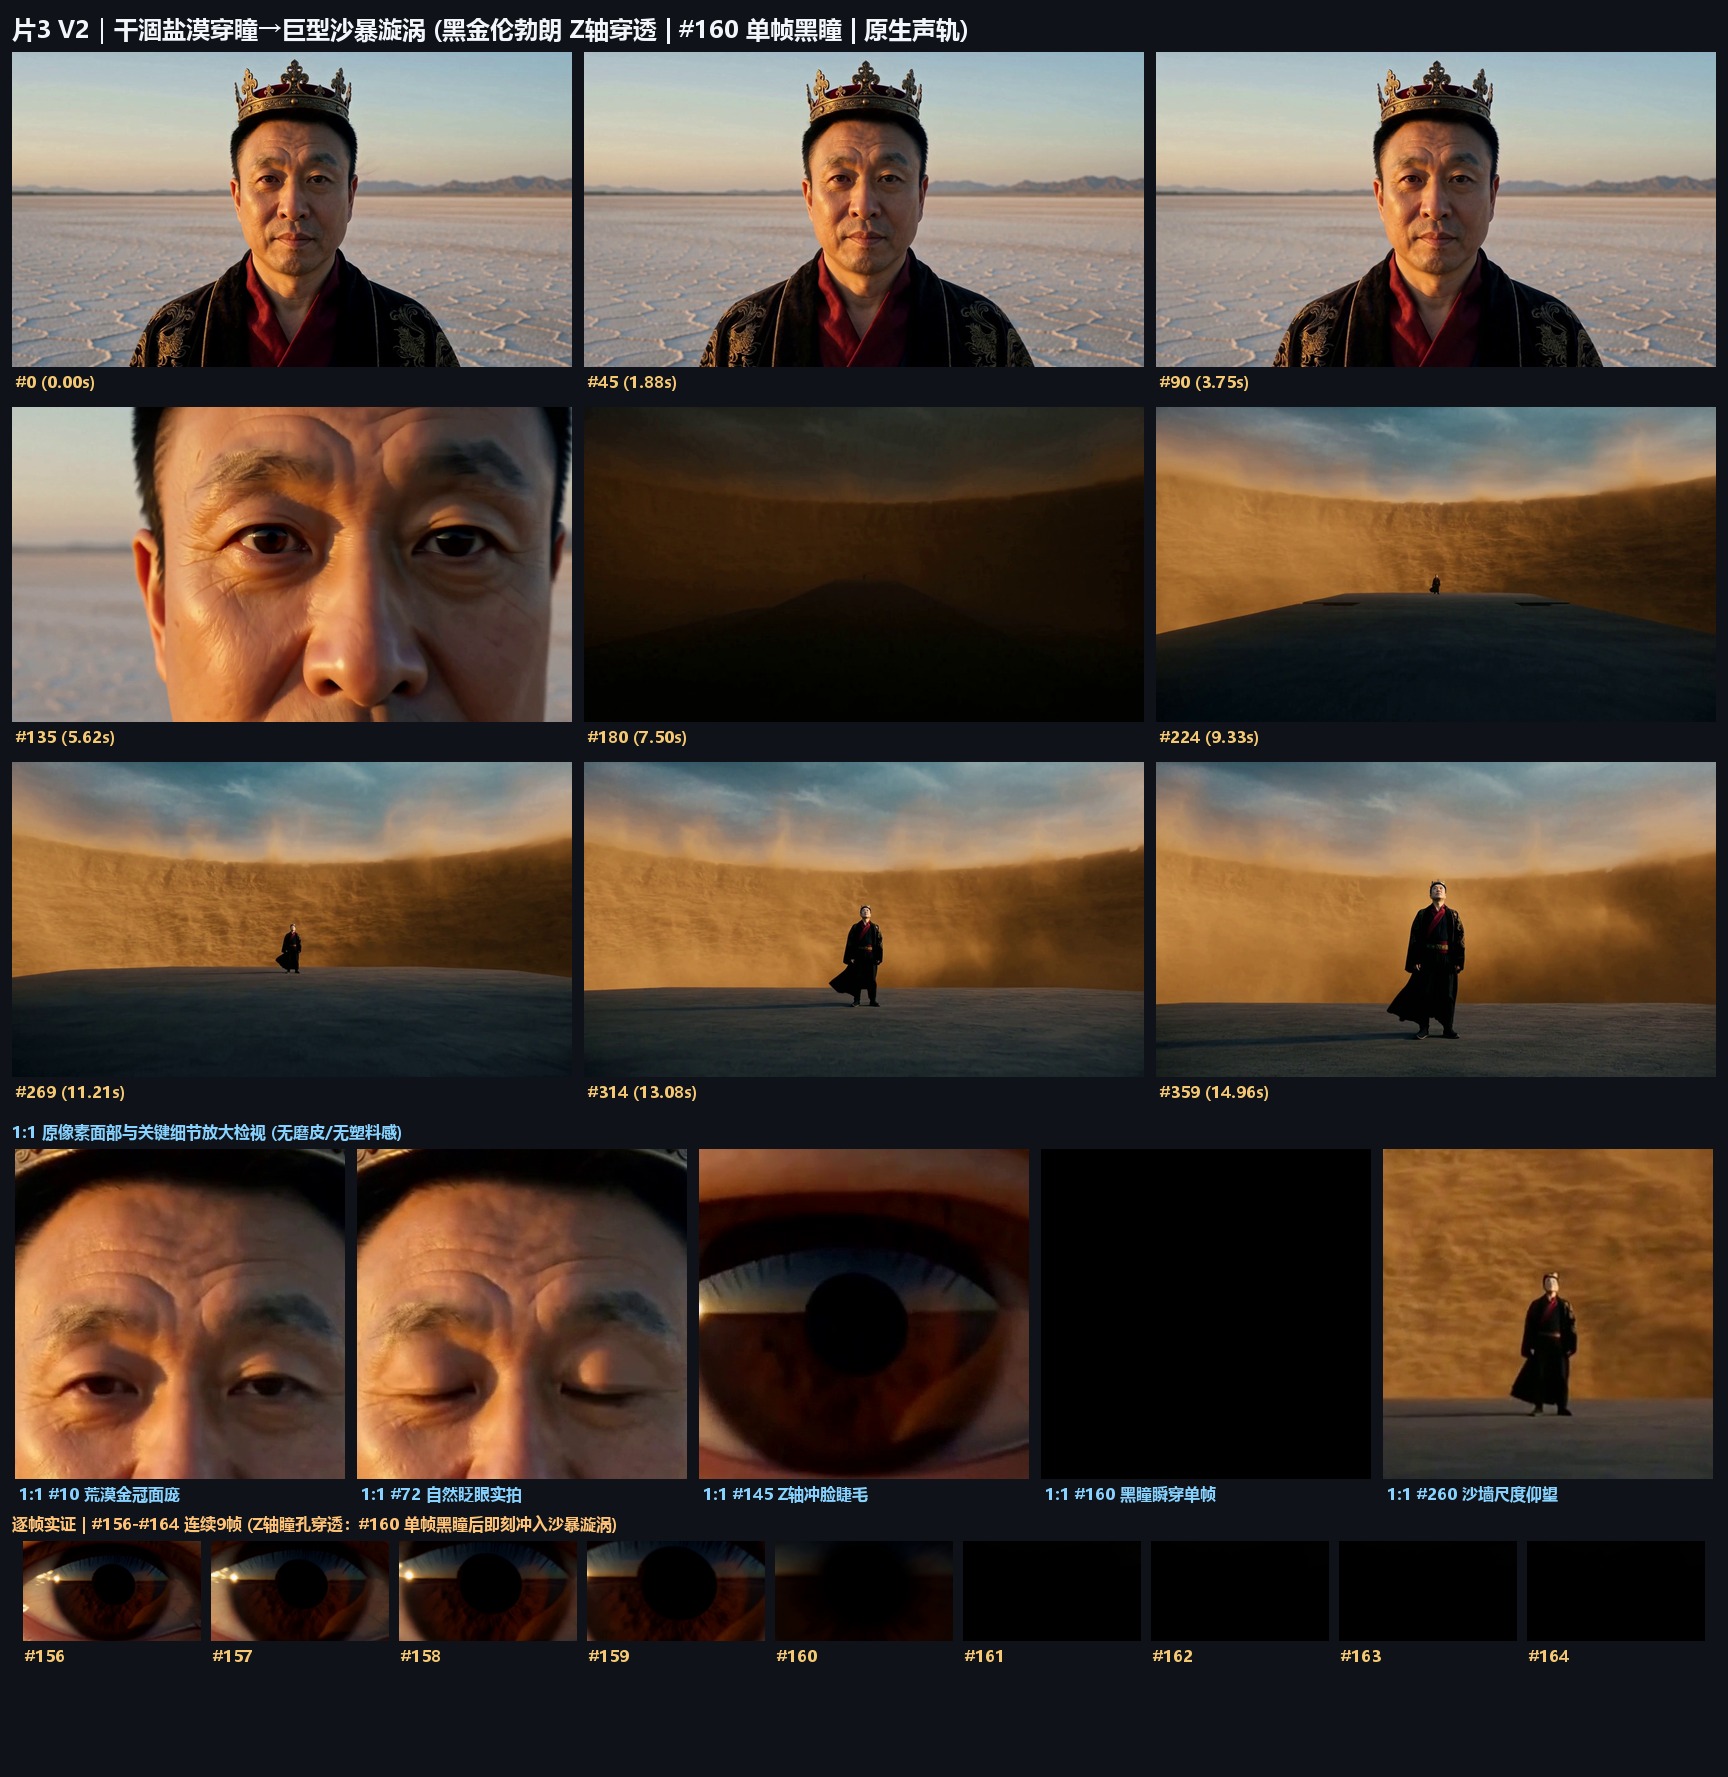 片3 V2 | 干涸盐漠穿瞳→巨型沙暴漩涡 (黑金伦勃朗 Z轴穿透 | #160 单帧黑瞳 | 原生声轨)
#0 (0.00s)
#45 (1.88s)
#90 (3.75s)
#135 (5.62s)
#180 (7.50s)
#224 (9.33s)
#269 (11.21s)
#314 (13.08s)
#359 (14.96s)
1:1 原像素面部与关键细节放大检视 (无磨皮/无塑料感)
1:1 #10 荒漠金冠面庞
1:1 #72 自然眨眼实拍
1:1 #145 Z轴冲脸睫毛
1:1 #160 黑瞳瞬穿单帧
1:1 #260 沙墙尺度仰望
逐帧实证 | #156-#164 连续9帧 (Z轴瞳孔穿透：#160 单帧黑瞳后即刻冲入沙暴漩涡)
#156
#157
#158
#159
#160
#161
#162
#163
#164